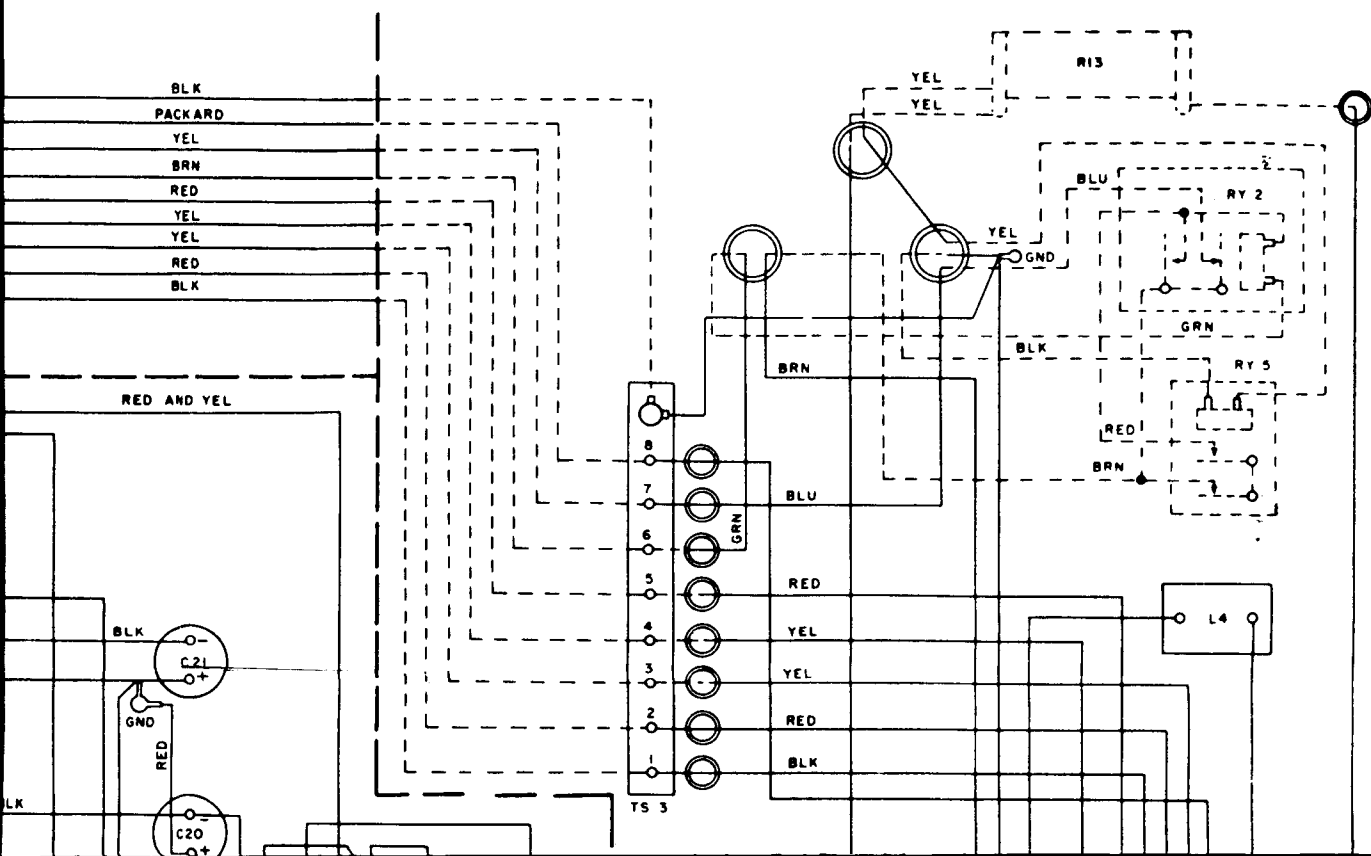 BLK
PACKARD
YEL
BRN
RED
YEL
YEL
RED
BLK
RED AND YEL
YEL
YEL
R13
BLU
RY 2
YEL
GND
GRN
BLK
RY 5
BRN
RED
BRN
8
7
BLU
GRN
6
5
RED
4
YEL
3
YEL
2
RED
1
BLK
TS 3
L4
BLK
-
C21
+
GND
RED
LK
-
C20
+